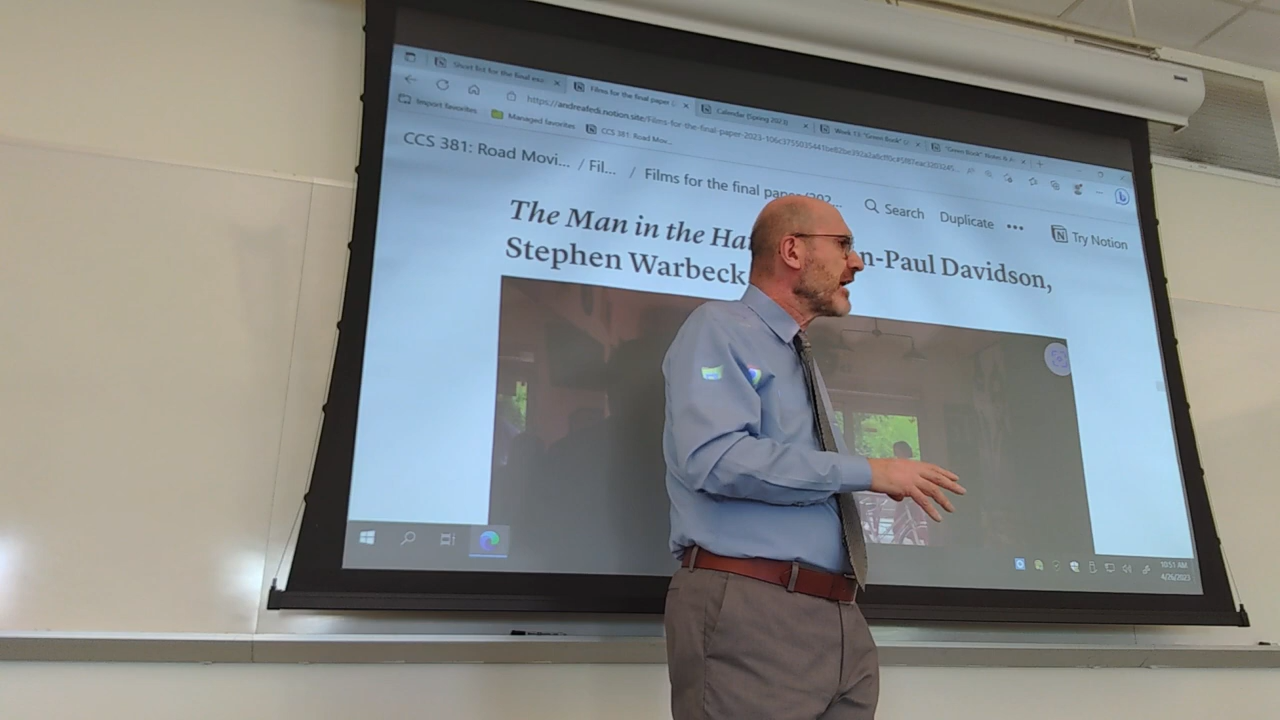 Short list for the final exa...
Films for the final paper (
Calendar (Spring 2023)
Week 13: "Green Book" (
"Green Book" Notes &
https://andreafedi.notion.site/Films-for-the-final-paper-2023-
Import favorites
Managed favorites
CCS 381: Road Mov...
CCS 381: Road Movi... / Fil... / Films for the final paper (202...
Search
Duplicate
Try Notion
The Man in the Ha
n-Paul Davidson,
Stephen Warbeck
10:51 AM
4/26/2023